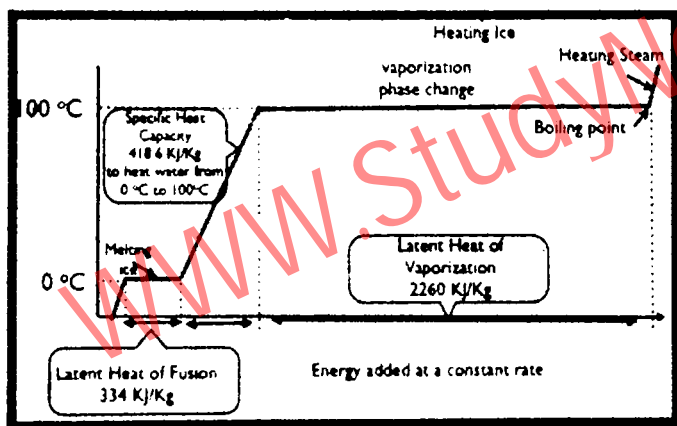 Heating Ice
Heating Steam
vaporization
phase change
100 °C
Boiling point
Specific Heat
Capacity
418.6 KJ/Kg
to heat water from
0 °C to 100°C
Melting
ice
0 °C
Latent Heat of
Vaporization
2260 KJ/Kg
Latent Heat of Fusion
334 KJ/Kg
Energy added at a constant rate
WWW.StudyN